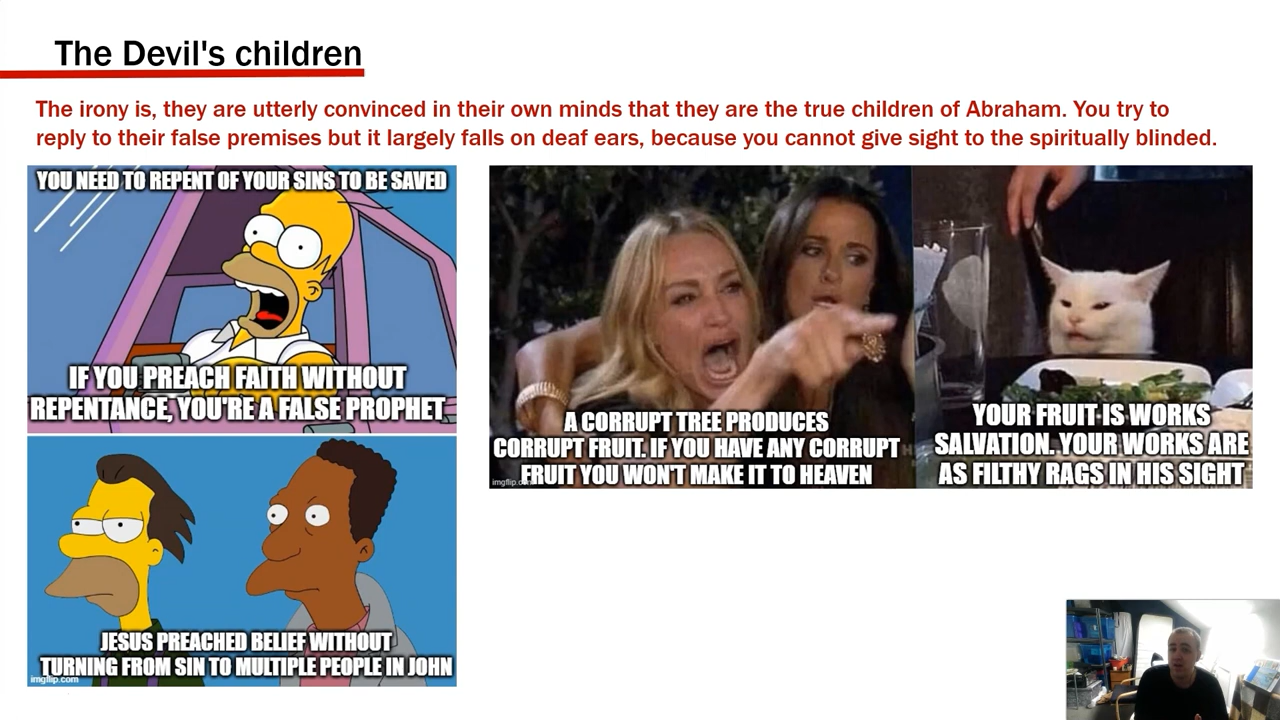 The Devil's children
The irony is, they are utterly convinced in their own minds that they are the true children of Abraham. You try to
reply to their false premises but it largely falls on deaf ears, because you cannot give sight to the spiritually blinded.
YOU NEED TO REPENT OF YOUR SINS TO BE SAVED
IF YOU PREACH FAITH WITHOUT
REPENTANCE, YOU'RE A FALSE PROPHET
JESUS PREACHED BELIEF WITHOUT
TURNING FROM SIN TO MULTIPLE PEOPLE IN JOHN
imgflip.com
A CORRUPT TREE PRODUCES
CORRUPT FRUIT. IF YOU HAVE ANY CORRUPT
FRUIT YOU WON'T MAKE IT TO HEAVEN
YOUR FRUIT IS WORKS
SALVATION. YOUR WORKS ARE
AS FILTHY RAGS IN HIS SIGHT